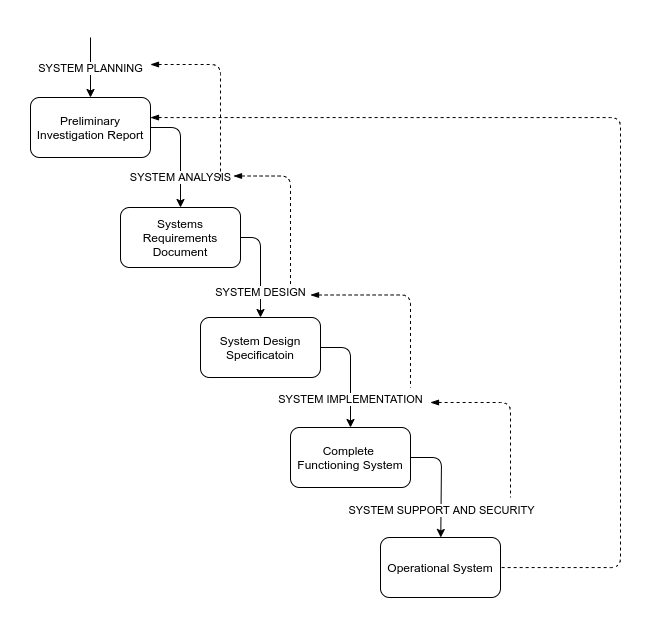 SYSTEM PLANNING
Preliminary
Investigation Report
SYSTEM ANALYSIS
Systems
Requirements
Document
SYSTEM DESIGN
System Design
Specificatoin
SYSTEM IMPLEMENTATION
Complete
Functioning System
SYSTEM SUPPORT AND SECURITY
Operational System